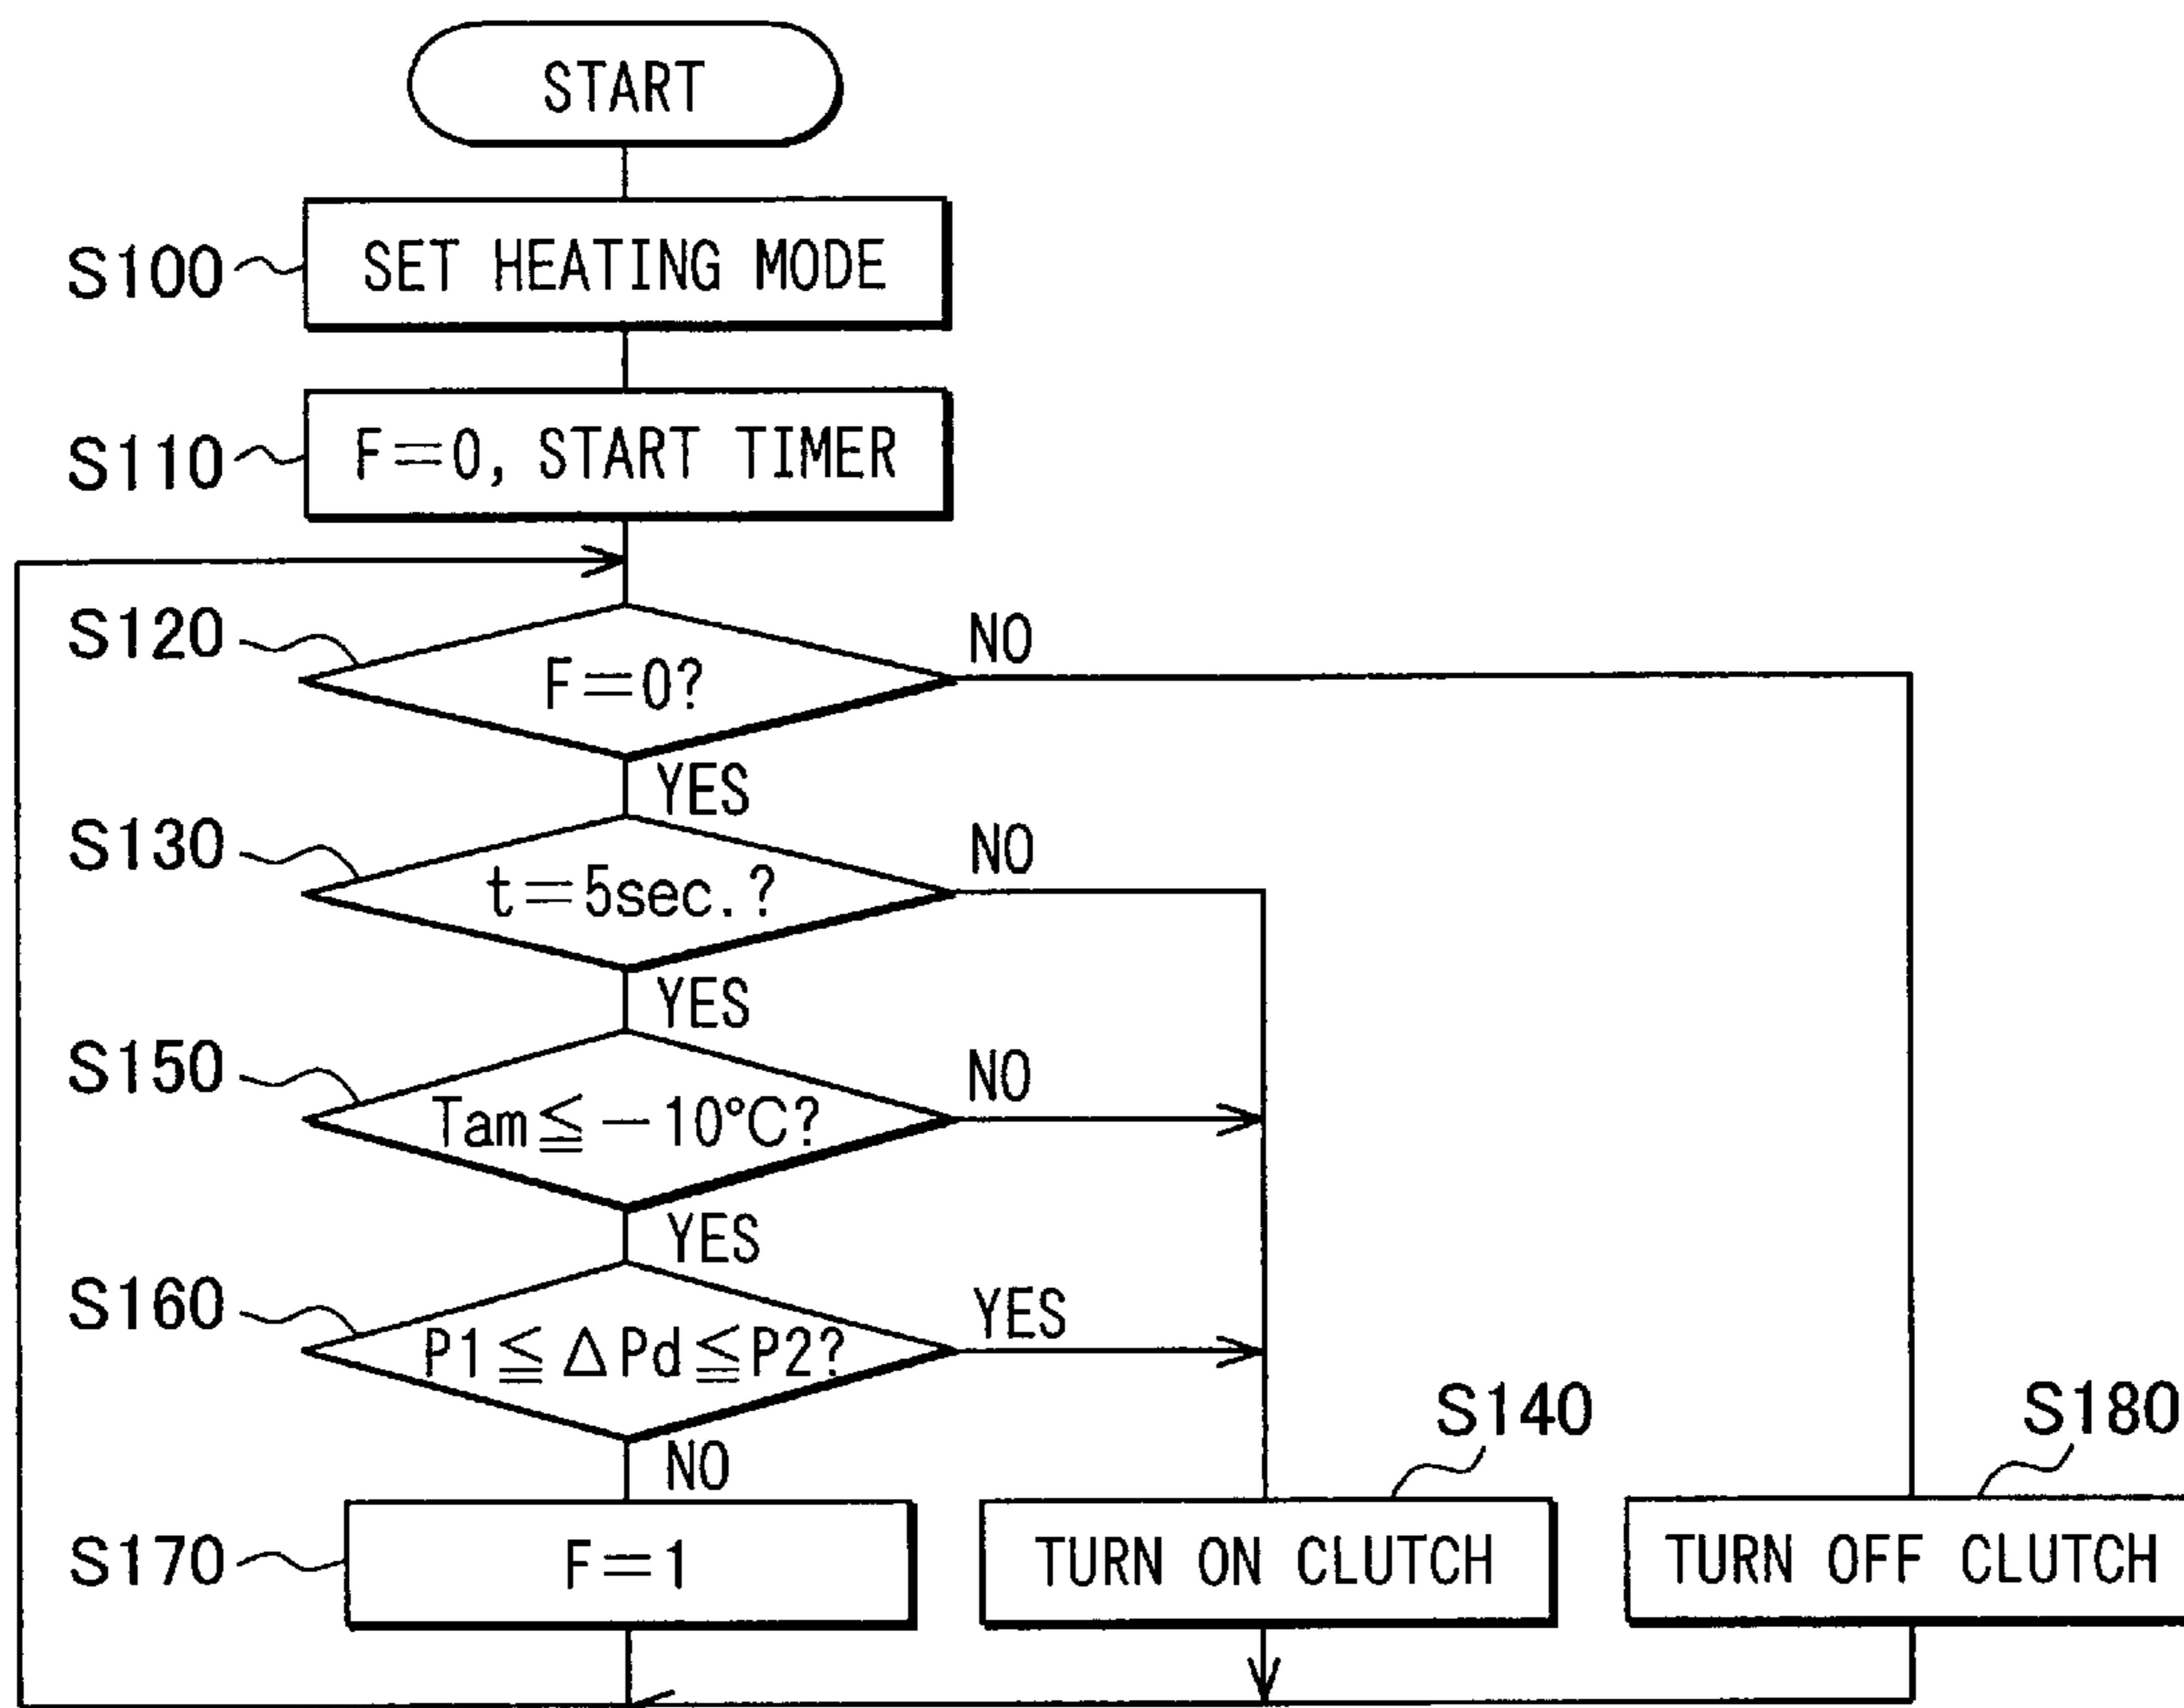 START
S100
SET HEATING MODE
S110
F=0, START TIMER
S120
F=0?
NO
YES
S130
t=5sec.?
NO
YES
S150
Tam≦-10°C?
NO
YES
S160
P1≦ΔPd≦P2?
YES
NO
S170
F=1
S140
TURN ON CLUTCH
S180
TURN OFF CLUTCH